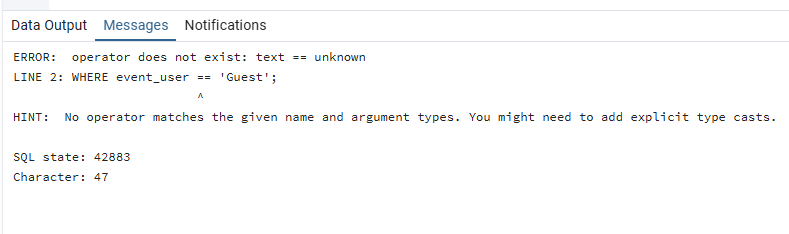 Data Output Messages Notifications
ERROR:  operator does not exist: text == unknown
LINE 2: WHERE event_user == 'Guest';
^
HINT:  No operator matches the given name and argument types. You might need to add explicit type casts.
SQL state: 42883
Character: 47